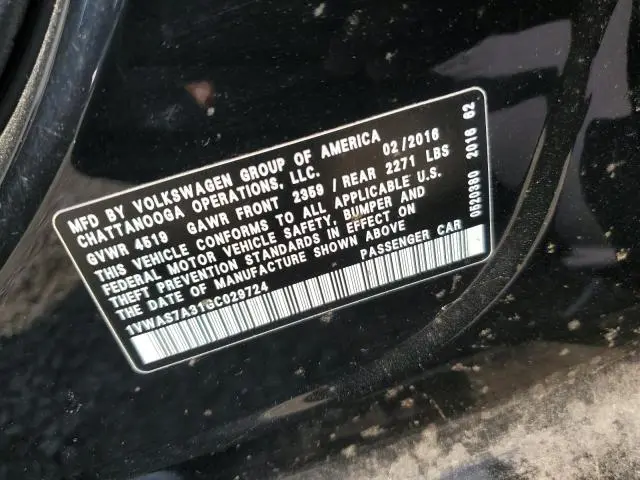 MFD BY VOLKSWAGEN GROUP OF AMERICA
CHATTANOOGA OPERATIONS, LLC. 02/2016
GVWR 4519 GAWR FRONT 2359 / REAR 2271 LBS
THIS VEHICLE CONFORMS TO ALL APPLICABLE U.S.
FEDERAL MOTOR VEHICLE SAFETY, BUMPER AND
THEFT PREVENTION STANDARDS IN EFFECT ON
THE DATE OF MANUFACTURE SHOWN ABOVE
PASSENGER CAR
1VWAS7A31GC029724
0520380 2016 62